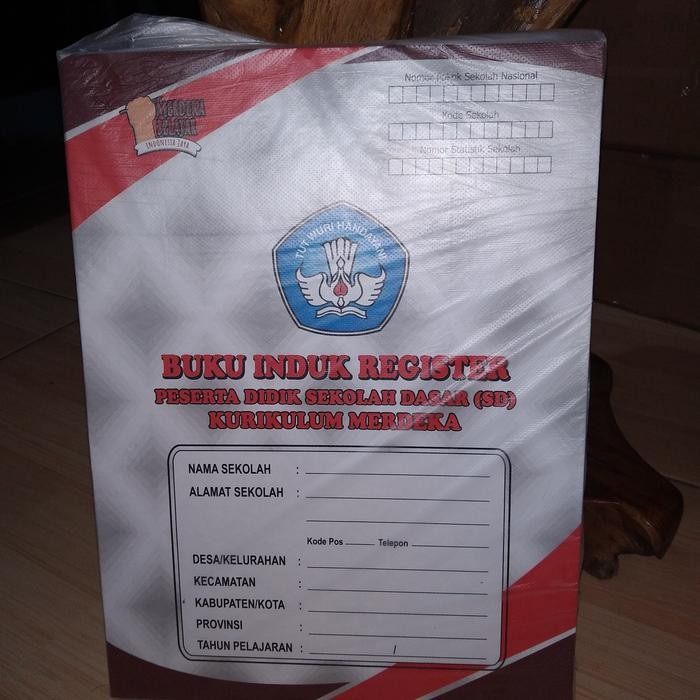 MERDEKA
BELAJAR
INDONESIA JAYA
Nomor Pokok Sekolah Nasional
Kode Sekolah
Nomor Statistik Sekolah
TUT WURI HANDAYANI
BUKU INDUK REGISTER
PESERTA DIDIK SEKOLAH DASAR (SD)
KURIKULUM MERDEKA
NAMA SEKOLAH :
ALAMAT SEKOLAH :
Kode Pos Telepon
DESA/KELURAHAN :
KECAMATAN :
KABUPATEN/KOTA :
PROVINSI :
TAHUN PELAJARAN : /